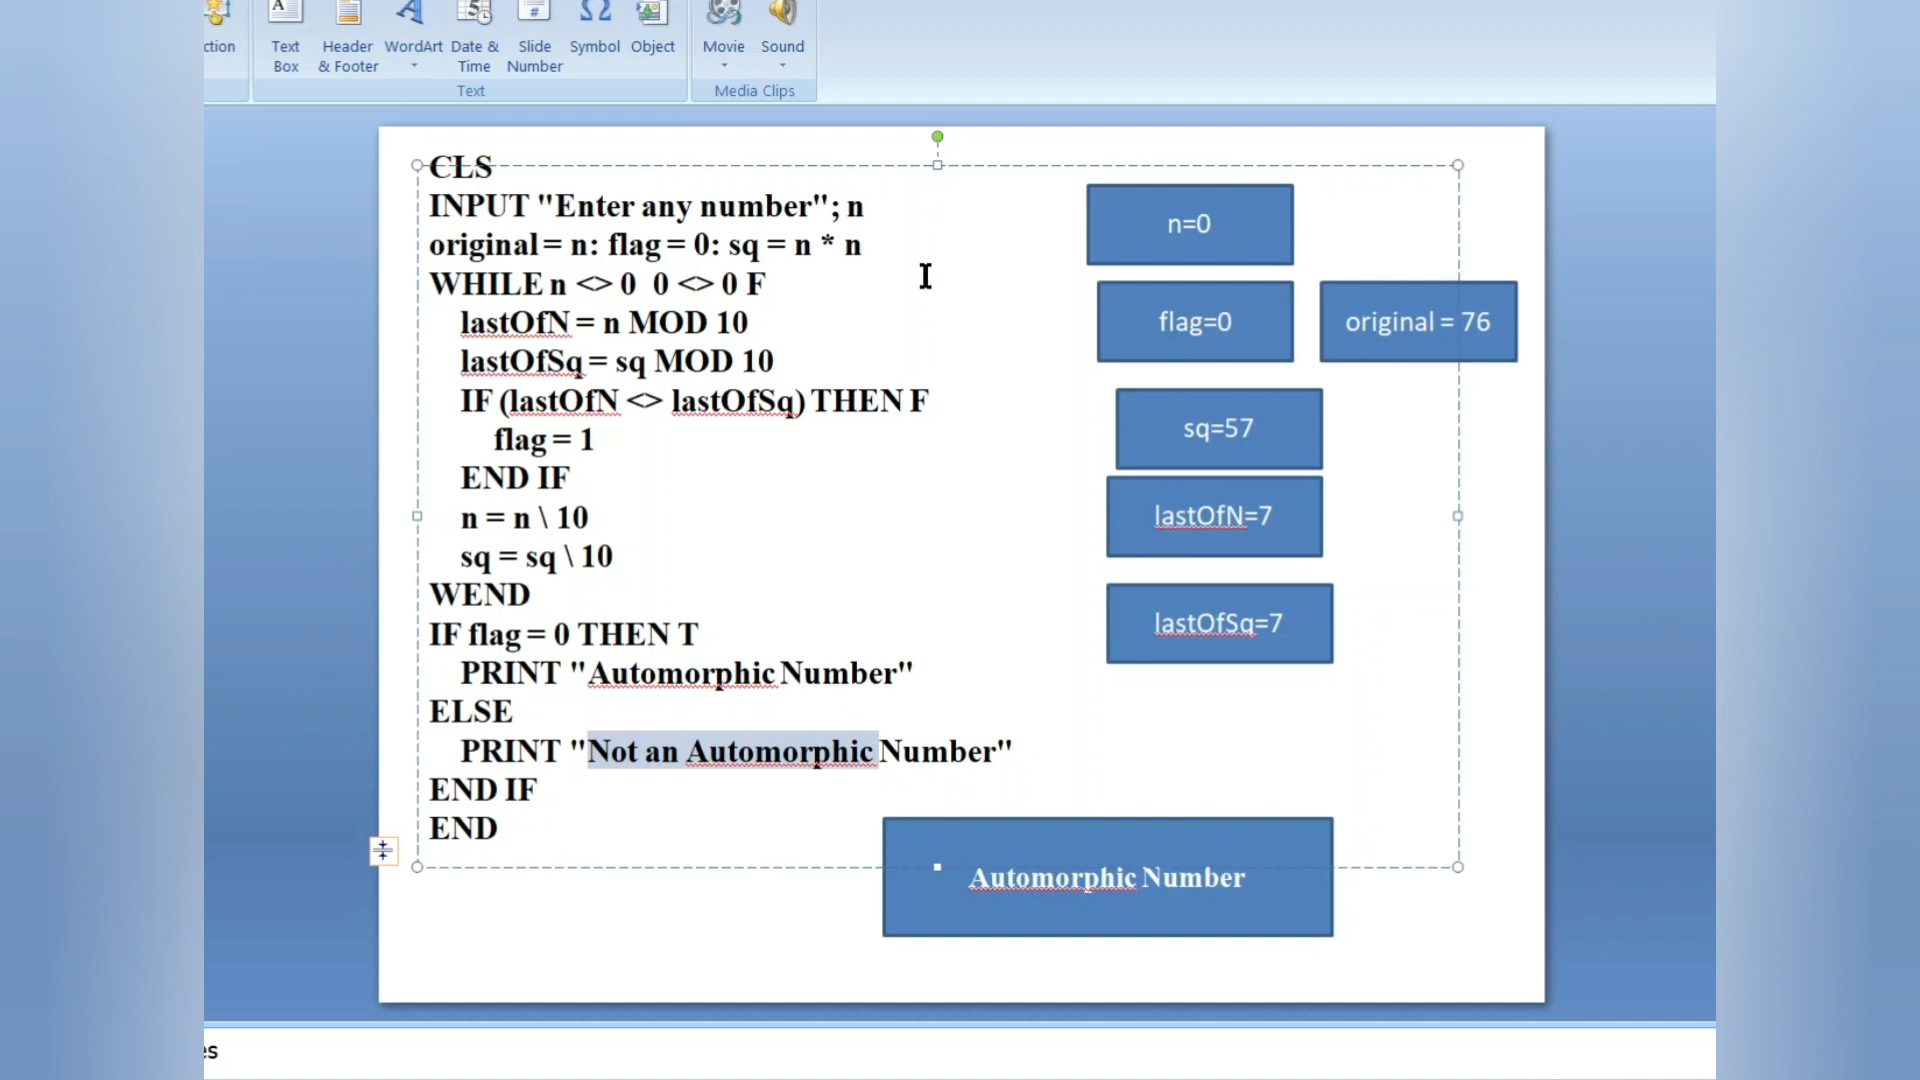 ction
Text Box
Header & Footer
WordArt
Date & Time
Slide Number
Symbol
Object
Movie
Sound
Text
Media Clips
CLS
INPUT "Enter any number"; n
original = n: flag = 0: sq = n * n
WHILE n <> 0  0 <> 0 F
lastOfN = n MOD 10
lastOfSq = sq MOD 10
IF (lastOfN <> lastOfSq) THEN F
flag = 1
END IF
n = n \ 10
sq = sq \ 10
WEND
IF flag = 0 THEN T
PRINT "Automorphic Number"
ELSE
PRINT "Not an Automorphic Number"
END IF
END
n=0
flag=0
original = 76
sq=57
lastOfN=7
lastOfSq=7
Automorphic Number
es